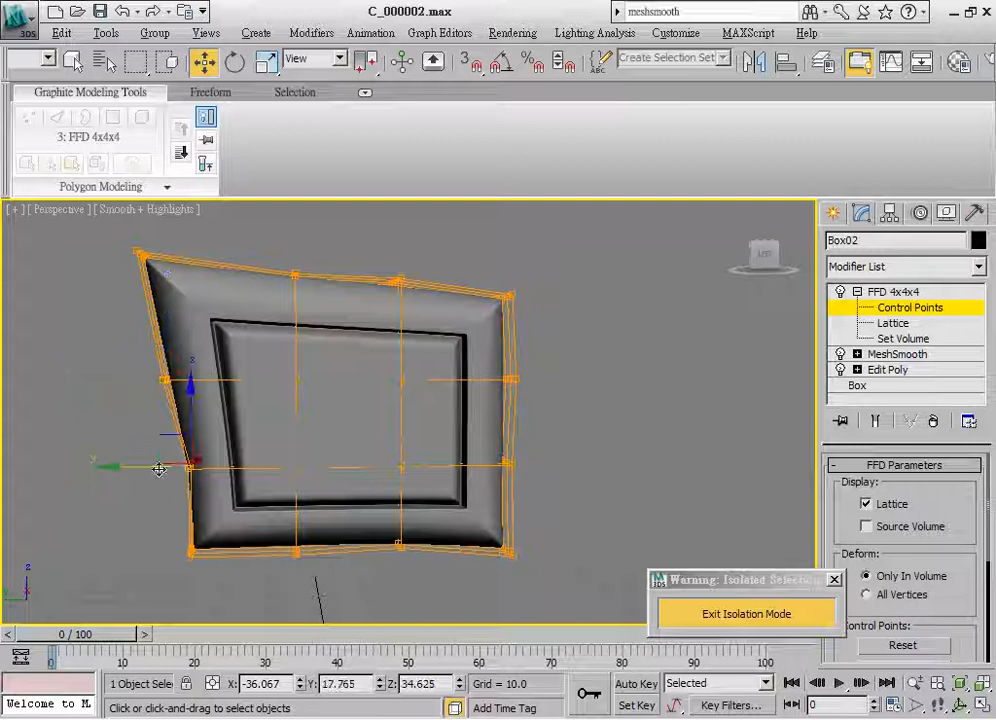 C_000002.max
meshsmooth
3DS
Edit Tools Group Views Create Modifiers Animation Graph Editors Rendering Lighting Analysis Customize MAXScript Help
View
3
Create Selection Set
Graphite Modeling Tools Freeform Selection
3: FFD 4x4x4
Polygon Modeling
[ + ] [ Perspective ] [ Smooth + Highlights ]
Box02
Modifier List
FFD 4x4x4
Control Points
Lattice
Set Volume
MeshSmooth
Edit Poly
Box
FFD Parameters
Display:
Lattice
Source Volume
Deform:
Only In Volume
All Vertices
Control Points:
Reset
Warning: Isolated Selection
Exit Isolation Mode
z
y
z
< 0 / 100 >
0 10 20 30 40 50 60 70 80 90 100
1 Object Sele X: -36.067 Y: 17.765 Z: 34.625 Grid = 10.0 Auto Key Selected
Welcome to M Click or click-and-drag to select objects Add Time Tag Set Key Key Filters... 0